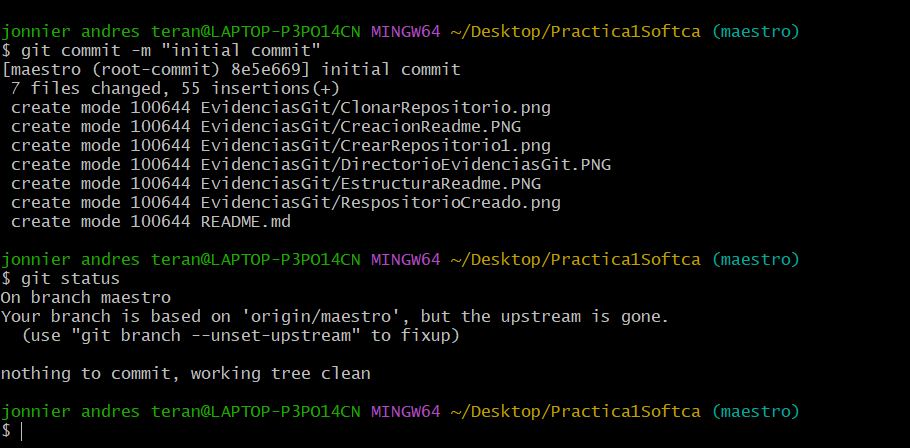 jonnier andres teran@LAPTOP-P3PO14CN MINGW64 ~/Desktop/Practica1Softca (maestro)
$ git commit -m "initial commit"
[maestro (root-commit) 8e5e669] initial commit
 7 files changed, 55 insertions(+)
 create mode 100644 EvidenciasGit/ClonarRepositorio.png
 create mode 100644 EvidenciasGit/CreacionReadme.PNG
 create mode 100644 EvidenciasGit/CrearRepositorio1.png
 create mode 100644 EvidenciasGit/DirectorioEvidenciasGit.PNG
 create mode 100644 EvidenciasGit/EstructuraReadme.PNG
 create mode 100644 EvidenciasGit/RespositorioCreado.png
 create mode 100644 README.md
jonnier andres teran@LAPTOP-P3PO14CN MINGW64 ~/Desktop/Practica1Softca (maestro)
$ git status
On branch maestro
Your branch is based on 'origin/maestro', but the upstream is gone.
  (use "git branch --unset-upstream" to fixup)
nothing to commit, working tree clean
jonnier andres teran@LAPTOP-P3PO14CN MINGW64 ~/Desktop/Practica1Softca (maestro)
$